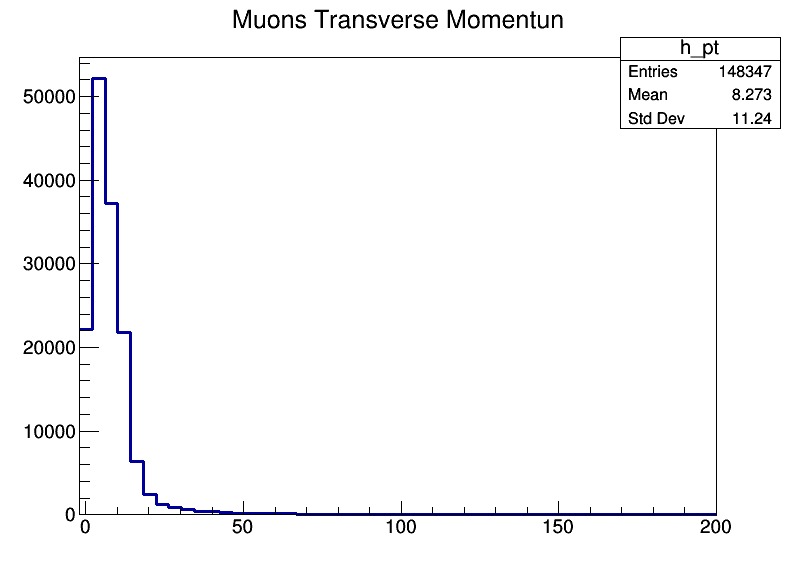 Muons Transverse Momentun
h_pt
Entries 148347
Mean 8.273
Std Dev 11.24
50000
40000
30000
20000
10000
0
0 50 100 150 200